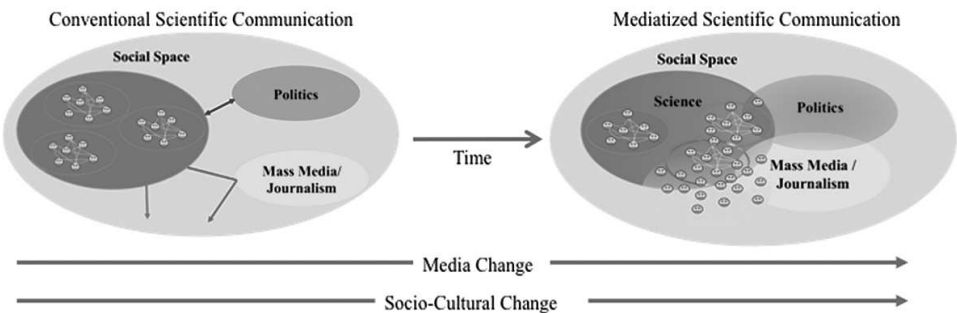 Conventional Scientific Communication
Social Space
Politics
Mass Media/
Journalism
Time
Mediatized Scientific Communication
Social Space
Science
Politics
Mass Media /
Journalism
Media Change
Socio-Cultural Change